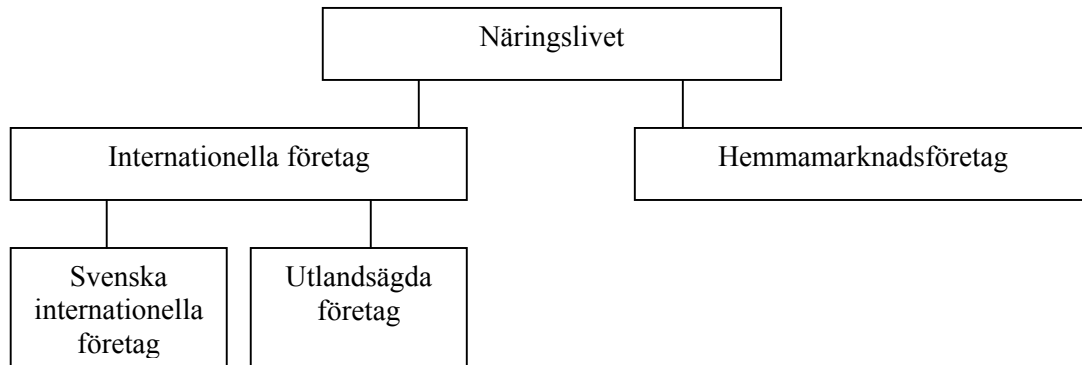 Näringslivet
Internationella företag
Hemmamarknadsföretag
Svenska
internationella
företag
Utlandsägda
företag